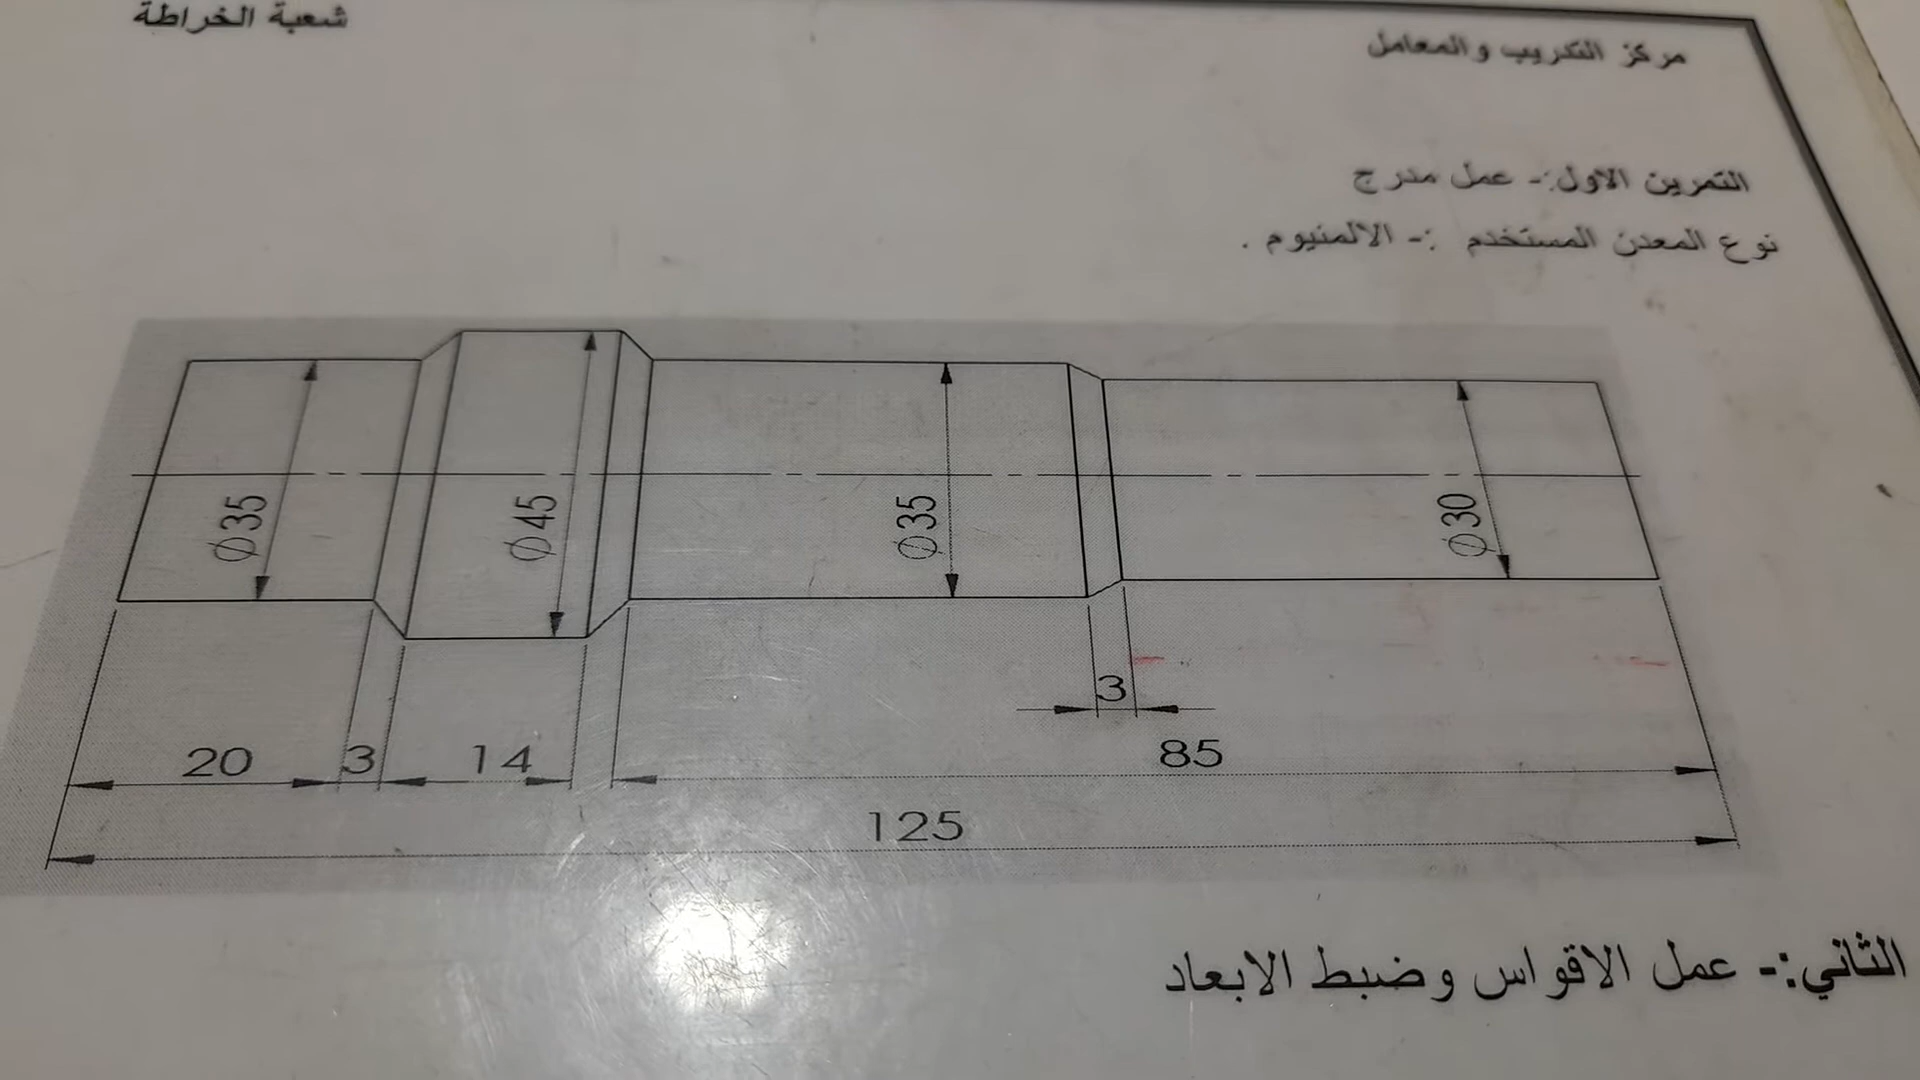 مركز التدريب والمعامل
شعبة الخراطة
التمرين الاول:- عمل مدرج
نوع المعدن المستخدم :- الالمنيوم .
Ø35
Ø45
Ø35
Ø30
3
20
3
14
85
125
الثاني:- عمل الاقواس وضبط الابعاد